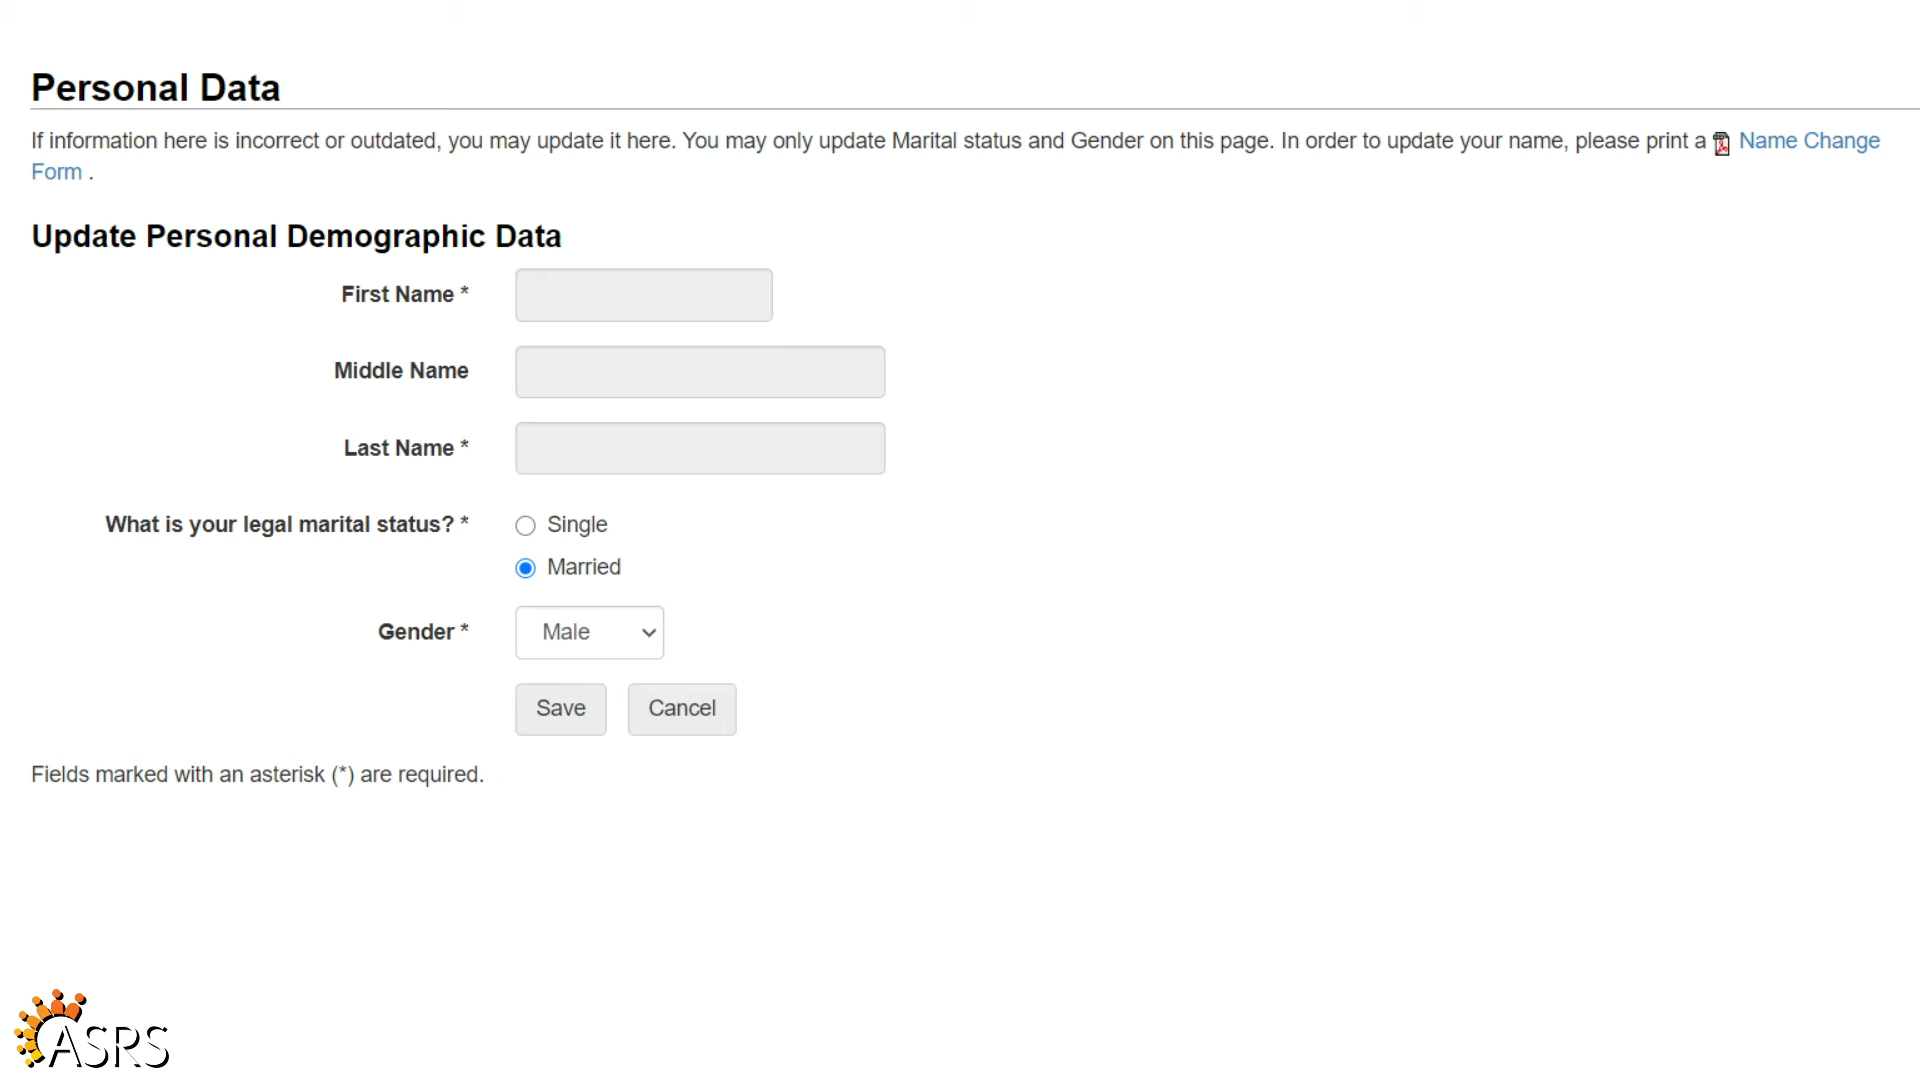 Personal Data
If information here is incorrect or outdated, you may update it here. You may only update Marital status and Gender on this page. In order to update your name, please print a Name Change
Form .
Update Personal Demographic Data
First Name *
Middle Name
Last Name *
What is your legal marital status? *
Single
Married
Gender *
Male
Save
Cancel
Fields marked with an asterisk (*) are required.
ASRS